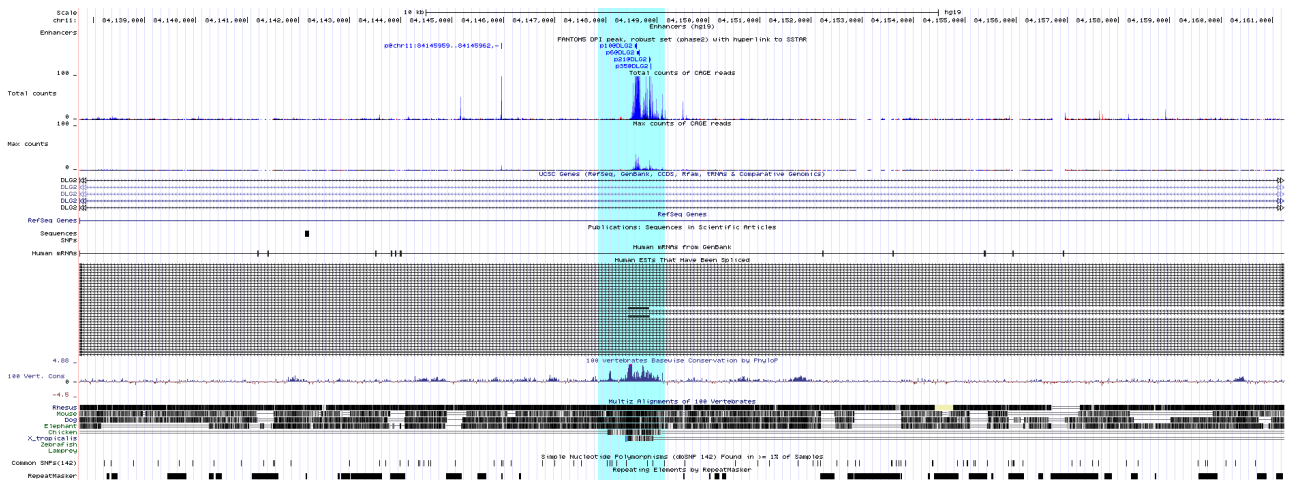 Scale 10 kb hg19
chr11: 84,139,000 84,140,000 84,141,000 84,142,000 84,143,000 84,144,000 84,145,000 84,146,000 84,147,000 84,148,000 84,149,000 84,150,000 84,151,000 84,152,000 84,153,000 84,154,000 84,155,000 84,156,000 84,157,000 84,158,000 84,159,000 84,160,000 84,161,000
Enhancers (hg19)
Enhancers
FANTOM5 DPI peak, robust set (phase2) with hyperlink to SSTAR
p@chr11:84145959..84145962,-
p10@DLG2
p6@DLG2
p21@DLG2
p35@DLG2
Total counts of CAGE reads
100
Total counts
0
Max counts of CAGE reads
100
Max counts
0
UCSC Genes (RefSeq, GenBank, CCDS, Rfam, tRNAs & Comparative Genomics)
DLG2
DLG2
DLG2
DLG2
DLG2
RefSeq Genes
RefSeq Genes
Publications: Sequences in Scientific Articles
Sequences
SNPs
Human mRNAs from GenBank
Human mRNAs
Human ESTs That Have Been Spliced
4.88
100 vertebrates Basewise Conservation by PhyloP
100 Vert. Cons
0
-4.5
Multiz Alignments of 100 Vertebrates
Rhesus
Mouse
Dog
Elephant
Chicken
X_tropicalis
Zebrafish
Lamprey
Simple Nucleotide Polymorphisms (dbSNP 142) Found in >= 1% of Samples
Common SNPs(142)
Repeating Elements by RepeatMasker
RepeatMasker